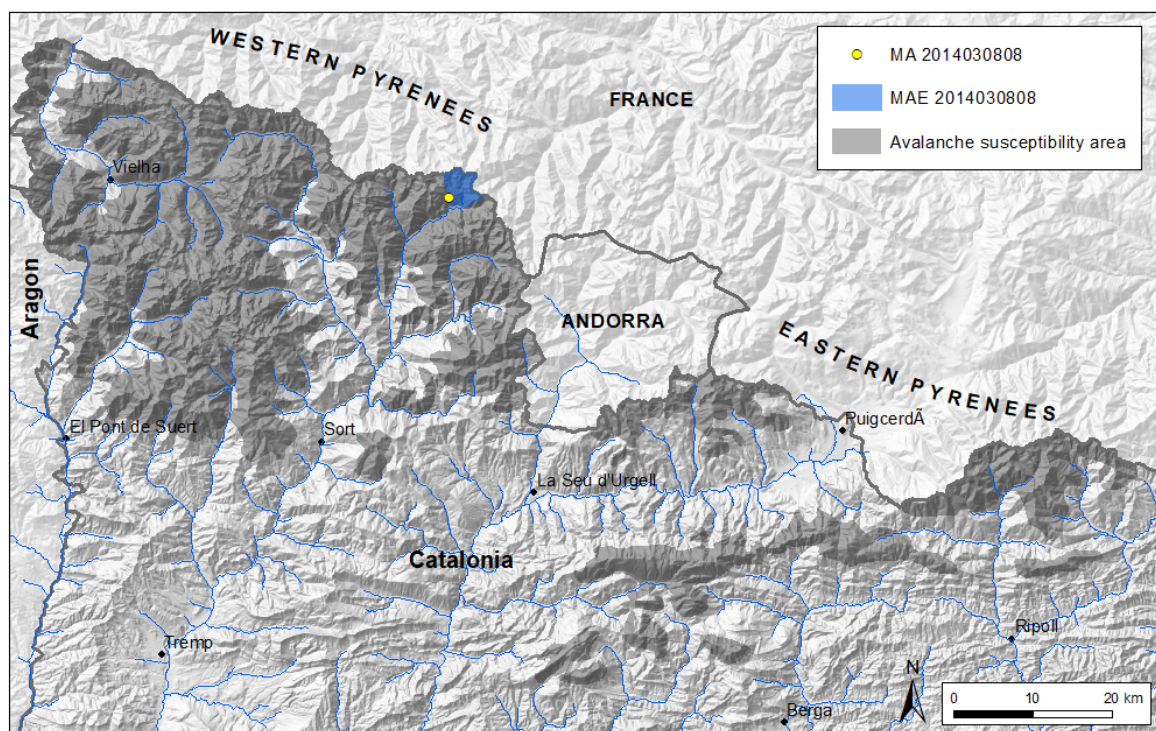 WESTERN PYRENEES
FRANCE
MA 2014030808
MAE 2014030808
Avalanche susceptibility area
Vielha
Aragon
ANDORRA
EASTERN PYRENEES
PuigcerdÃ
El Pont de Suert
Sort
La Seu d'Urgell
Catalonia
Tremp
Ripoll
Berga
N
0 10 20 km